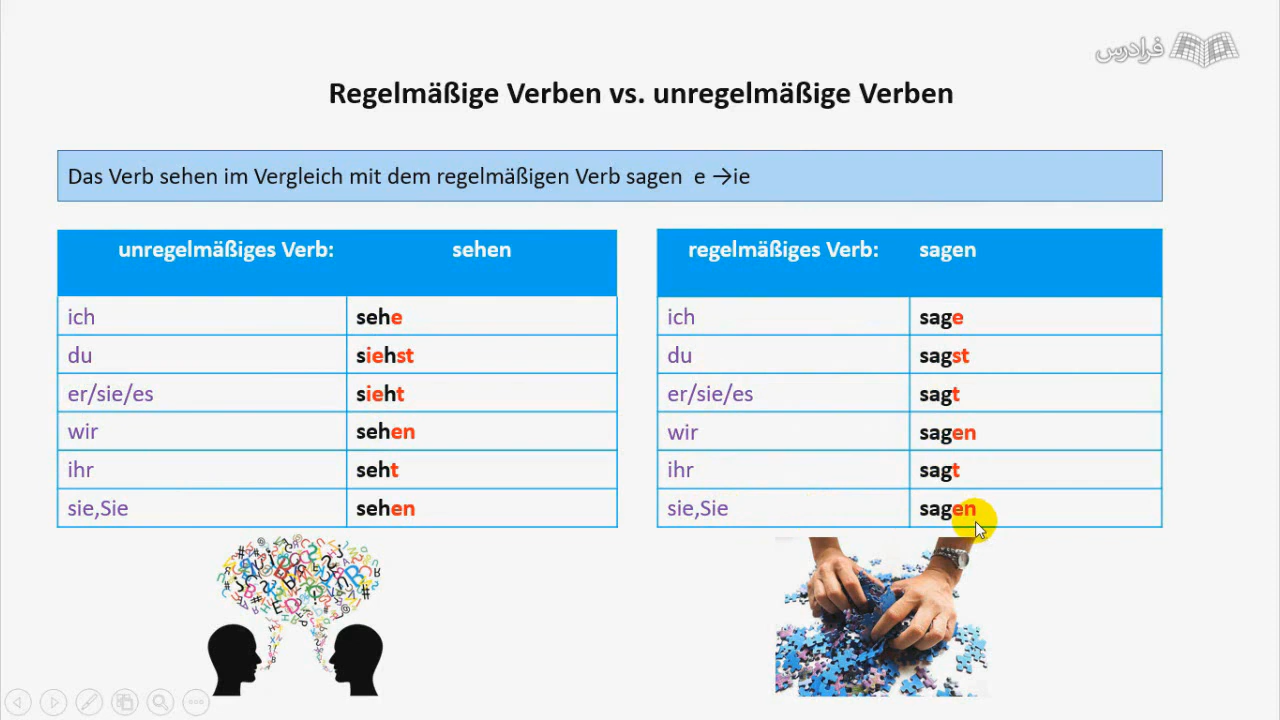 فرادرس
Regelmäßige Verben vs. unregelmäßige Verben
Das Verb sehen im Vergleich mit dem regelmäßigen Verb sagen e →ie
unregelmäßiges Verb: sehen
ich sehe
du siehst
er/sie/es sieht
wir sehen
ihr seht
sie,Sie sehen
regelmäßiges Verb: sagen
ich sage
du sagst
er/sie/es sagt
wir sagen
ihr sagt
sie,Sie sagen